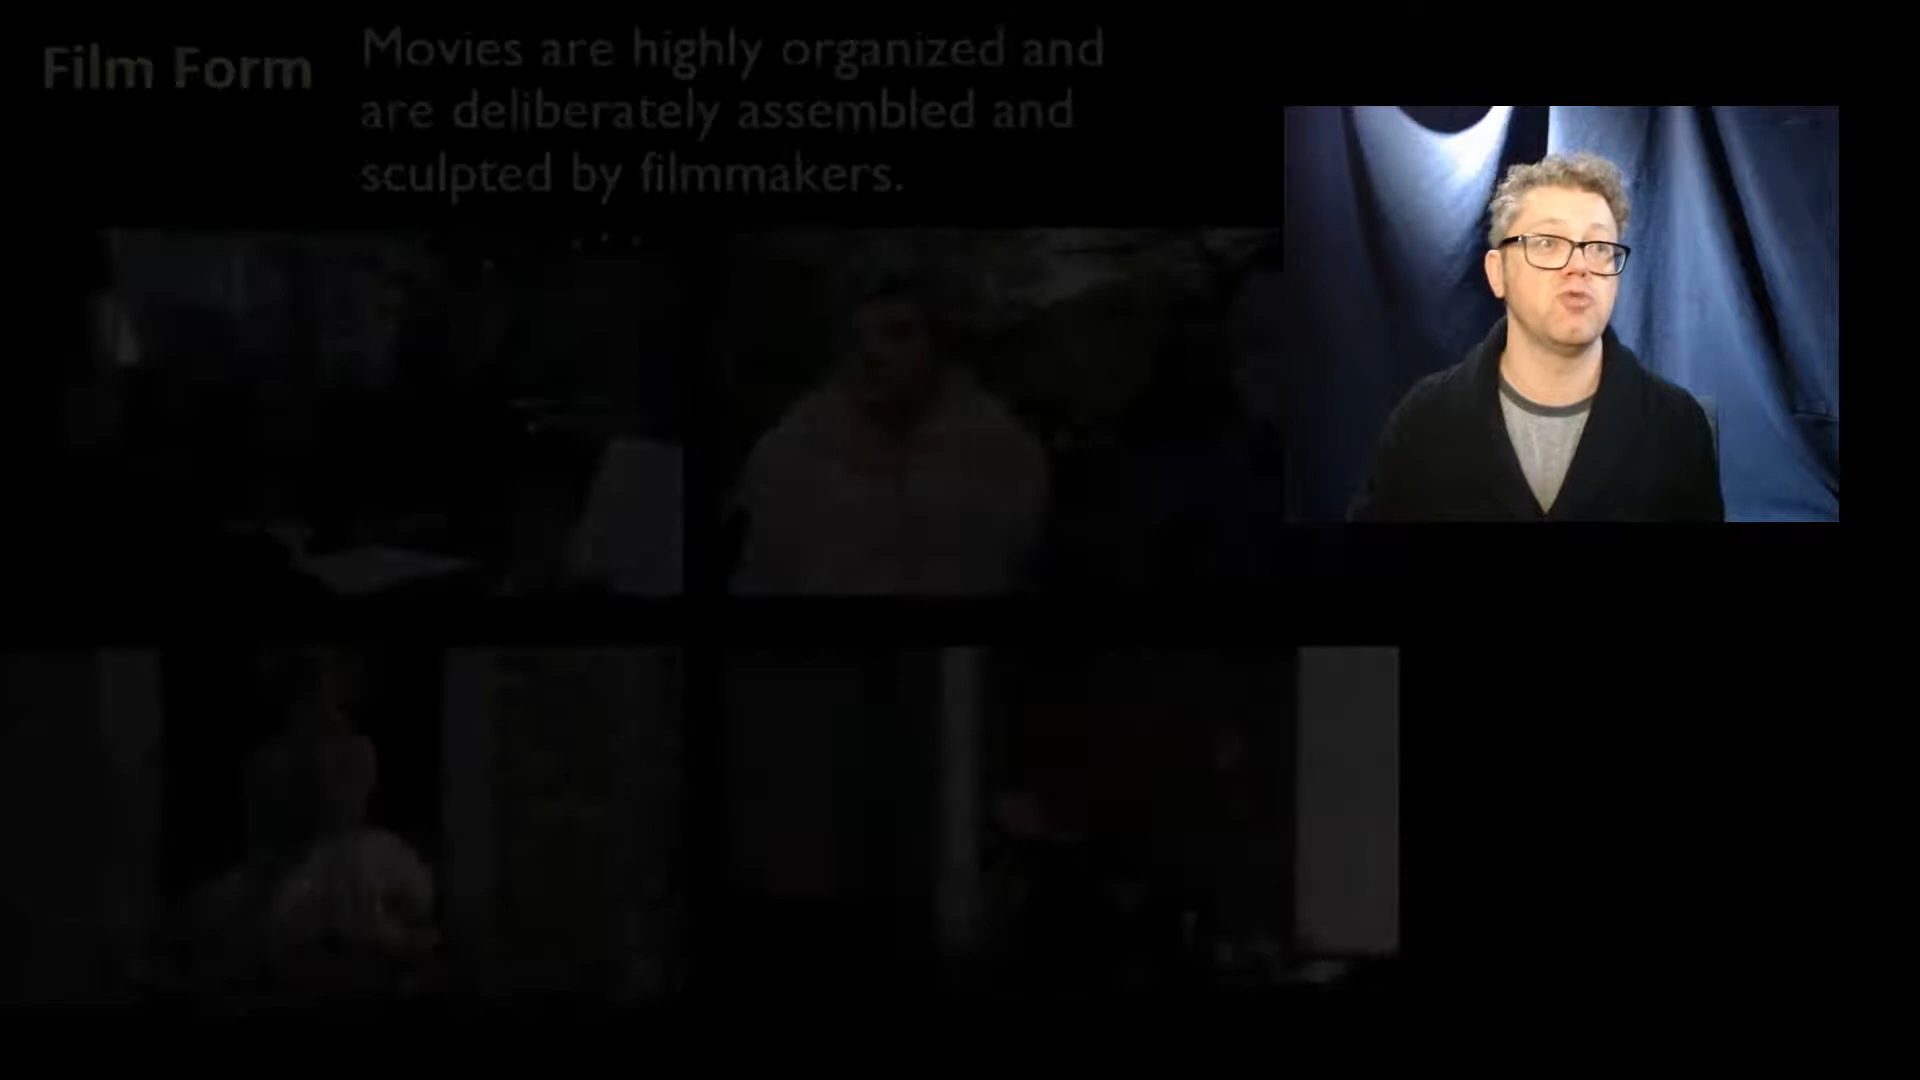 Film Form
Movies are highly organized and
are deliberately assembled and
sculpted by filmmakers.